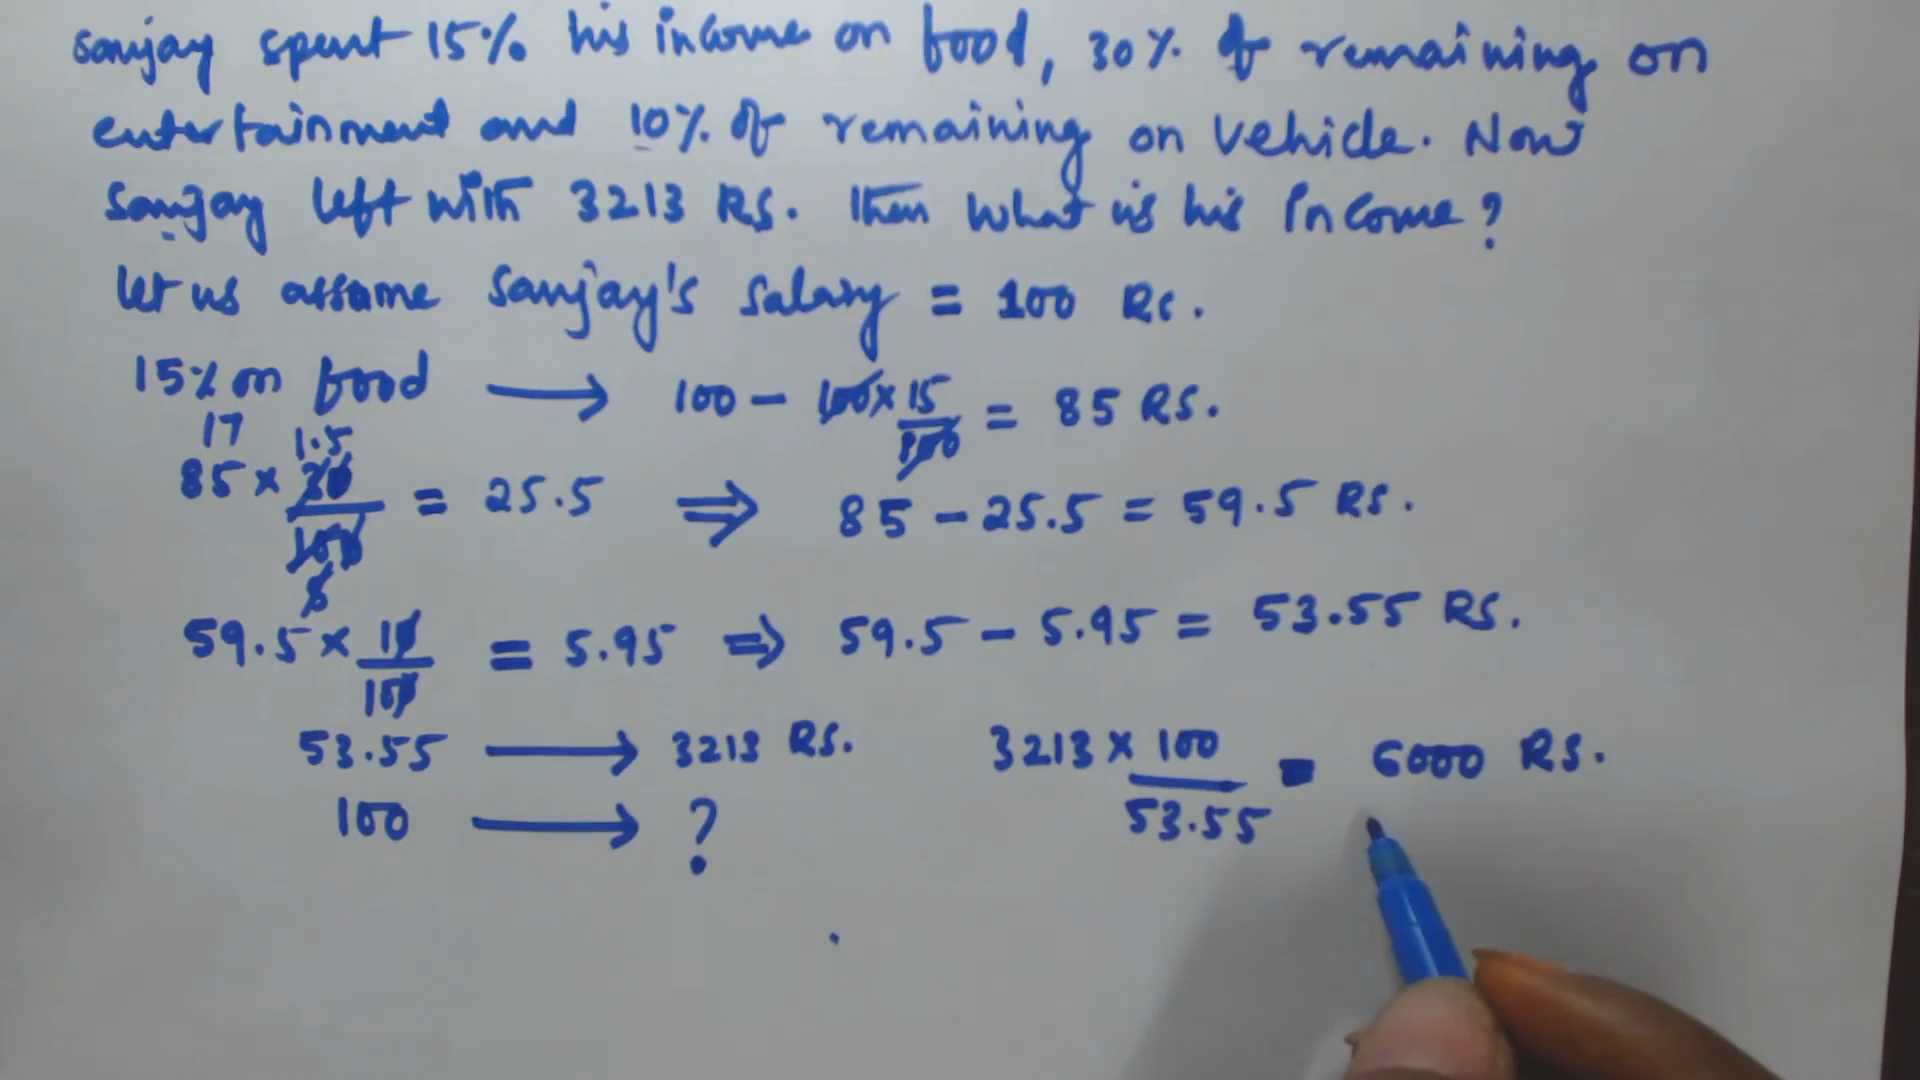 Sanjay spent 15% his income on food, 30% of remaining on
entertainment and 10% of remaining on vehicle. Now
Sanjay left with 3213 RS. Then what is his income?
let us assume Sanjay's salary = 100 Rs.
15% on food → 100 - 100 × 15/100 = 85 RS.
17 1.5
85 × 30/100 = 25.5 ⇒ 85 - 25.5 = 59.5 RS.
59.5 × 10/100 = 5.95 ⇒ 59.5 - 5.95 = 53.55 RS.
53.55 → 3213 RS. 3213 × 100/53.55 = 6000 RS.
100 → ?